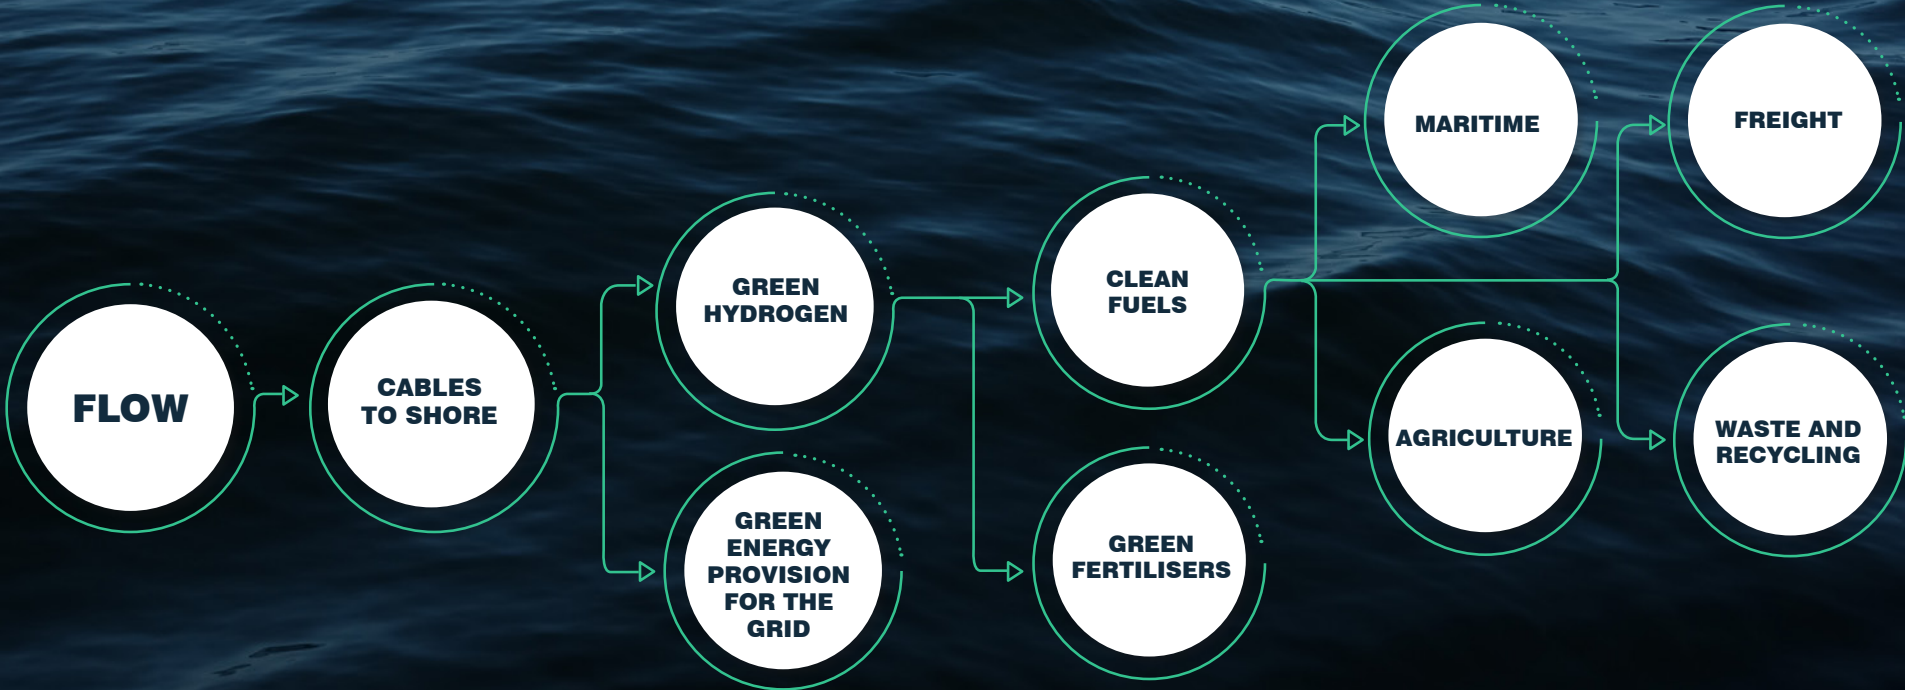 FLOW
CABLES
TO SHORE
GREEN
HYDROGEN
GREEN
ENERGY
PROVISION
FOR THE
GRID
CLEAN
FUELS
GREEN
FERTILISERS
MARITIME
AGRICULTURE
FREIGHT
WASTE AND
RECYCLING